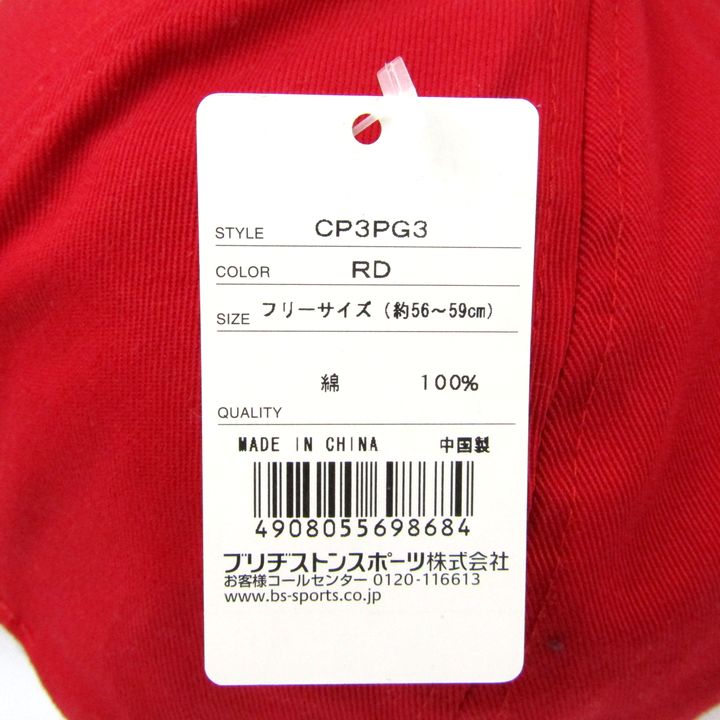 STYLE CP3PG3
COLOR RD
SIZE フリーサイズ (約56〜59cm)
綿 100%
QUALITY
MADE IN CHINA 中国製
4908055698684
ブリヂストンスポーツ株式会社
お客様コールセンター 0120-116613
www.bs-sports.co.jp